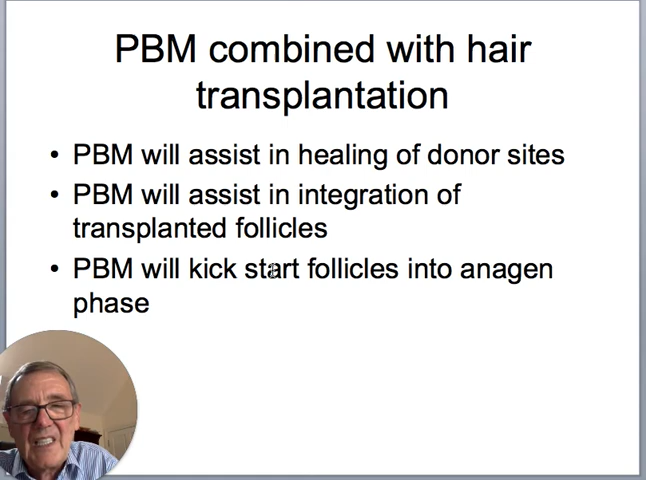 PBM combined with hair
transplantation
• PBM will assist in healing of donor sites
• PBM will assist in integration of
transplanted follicles
• PBM will kick start follicles into anagen
phase